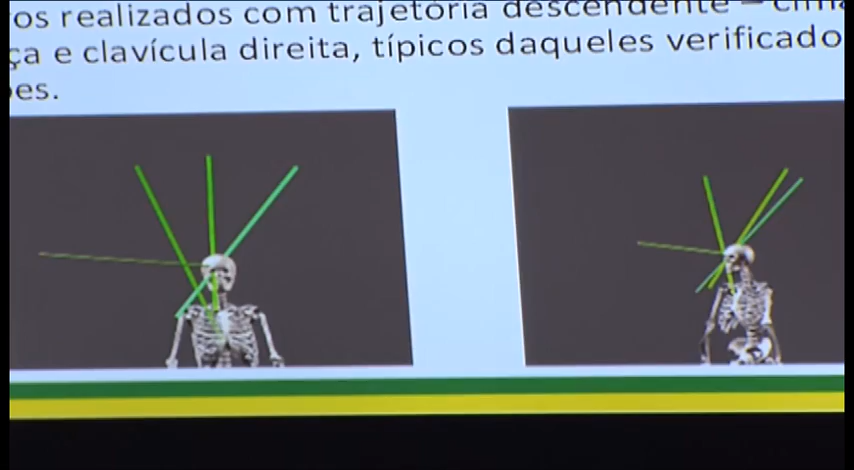 os realizados com trajetória descendente –
ça e clavícula direita, típicos daqueles verificado
es.